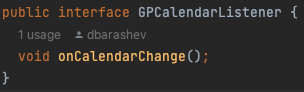 public interface GPCalendarListener {
1 usage dbarashev
void onCalendarChange();
}